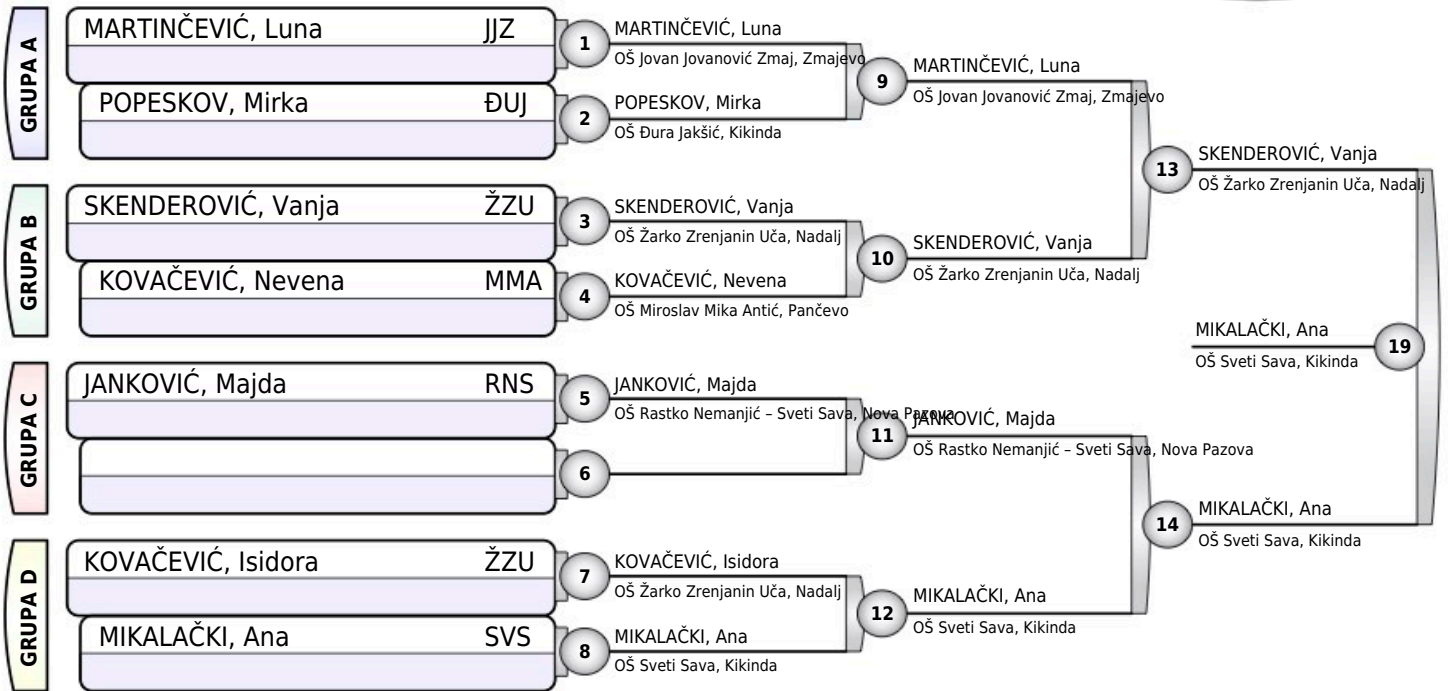 GRUPA A
MARTINČEVIĆ, Luna JJZ
POPESKOV, Mirka ĐUJ
GRUPA B
SKENDEROVIĆ, Vanja ŽZU
KOVAČEVIĆ, Nevena MMA
GRUPA C
JANKOVIĆ, Majda RNS
GRUPA D
KOVAČEVIĆ, Isidora ŽZU
MIKALAČKI, Ana SVS
1
MARTINČEVIĆ, Luna
OŠ Jovan Jovanović Zmaj, Zmajevo
2
POPESKOV, Mirka
OŠ Đura Jakšić, Kikinda
3
SKENDEROVIĆ, Vanja
OŠ Žarko Zrenjanin Uča, Nadalj
4
KOVAČEVIĆ, Nevena
OŠ Miroslav Mika Antić, Pančevo
5
JANKOVIĆ, Majda
OŠ Rastko Nemanjić – Sveti Sava, Nova Pazova
6
7
KOVAČEVIĆ, Isidora
OŠ Žarko Zrenjanin Uča, Nadalj
8
MIKALAČKI, Ana
OŠ Sveti Sava, Kikinda
9
MARTINČEVIĆ, Luna
OŠ Jovan Jovanović Zmaj, Zmajevo
10
SKENDEROVIĆ, Vanja
OŠ Žarko Zrenjanin Uča, Nadalj
11
JANKOVIĆ, Majda
OŠ Rastko Nemanjić – Sveti Sava, Nova Pazova
12
MIKALAČKI, Ana
OŠ Sveti Sava, Kikinda
13
SKENDEROVIĆ, Vanja
OŠ Žarko Zrenjanin Uča, Nadalj
14
MIKALAČKI, Ana
OŠ Sveti Sava, Kikinda
MIKALAČKI, Ana
OŠ Sveti Sava, Kikinda
19